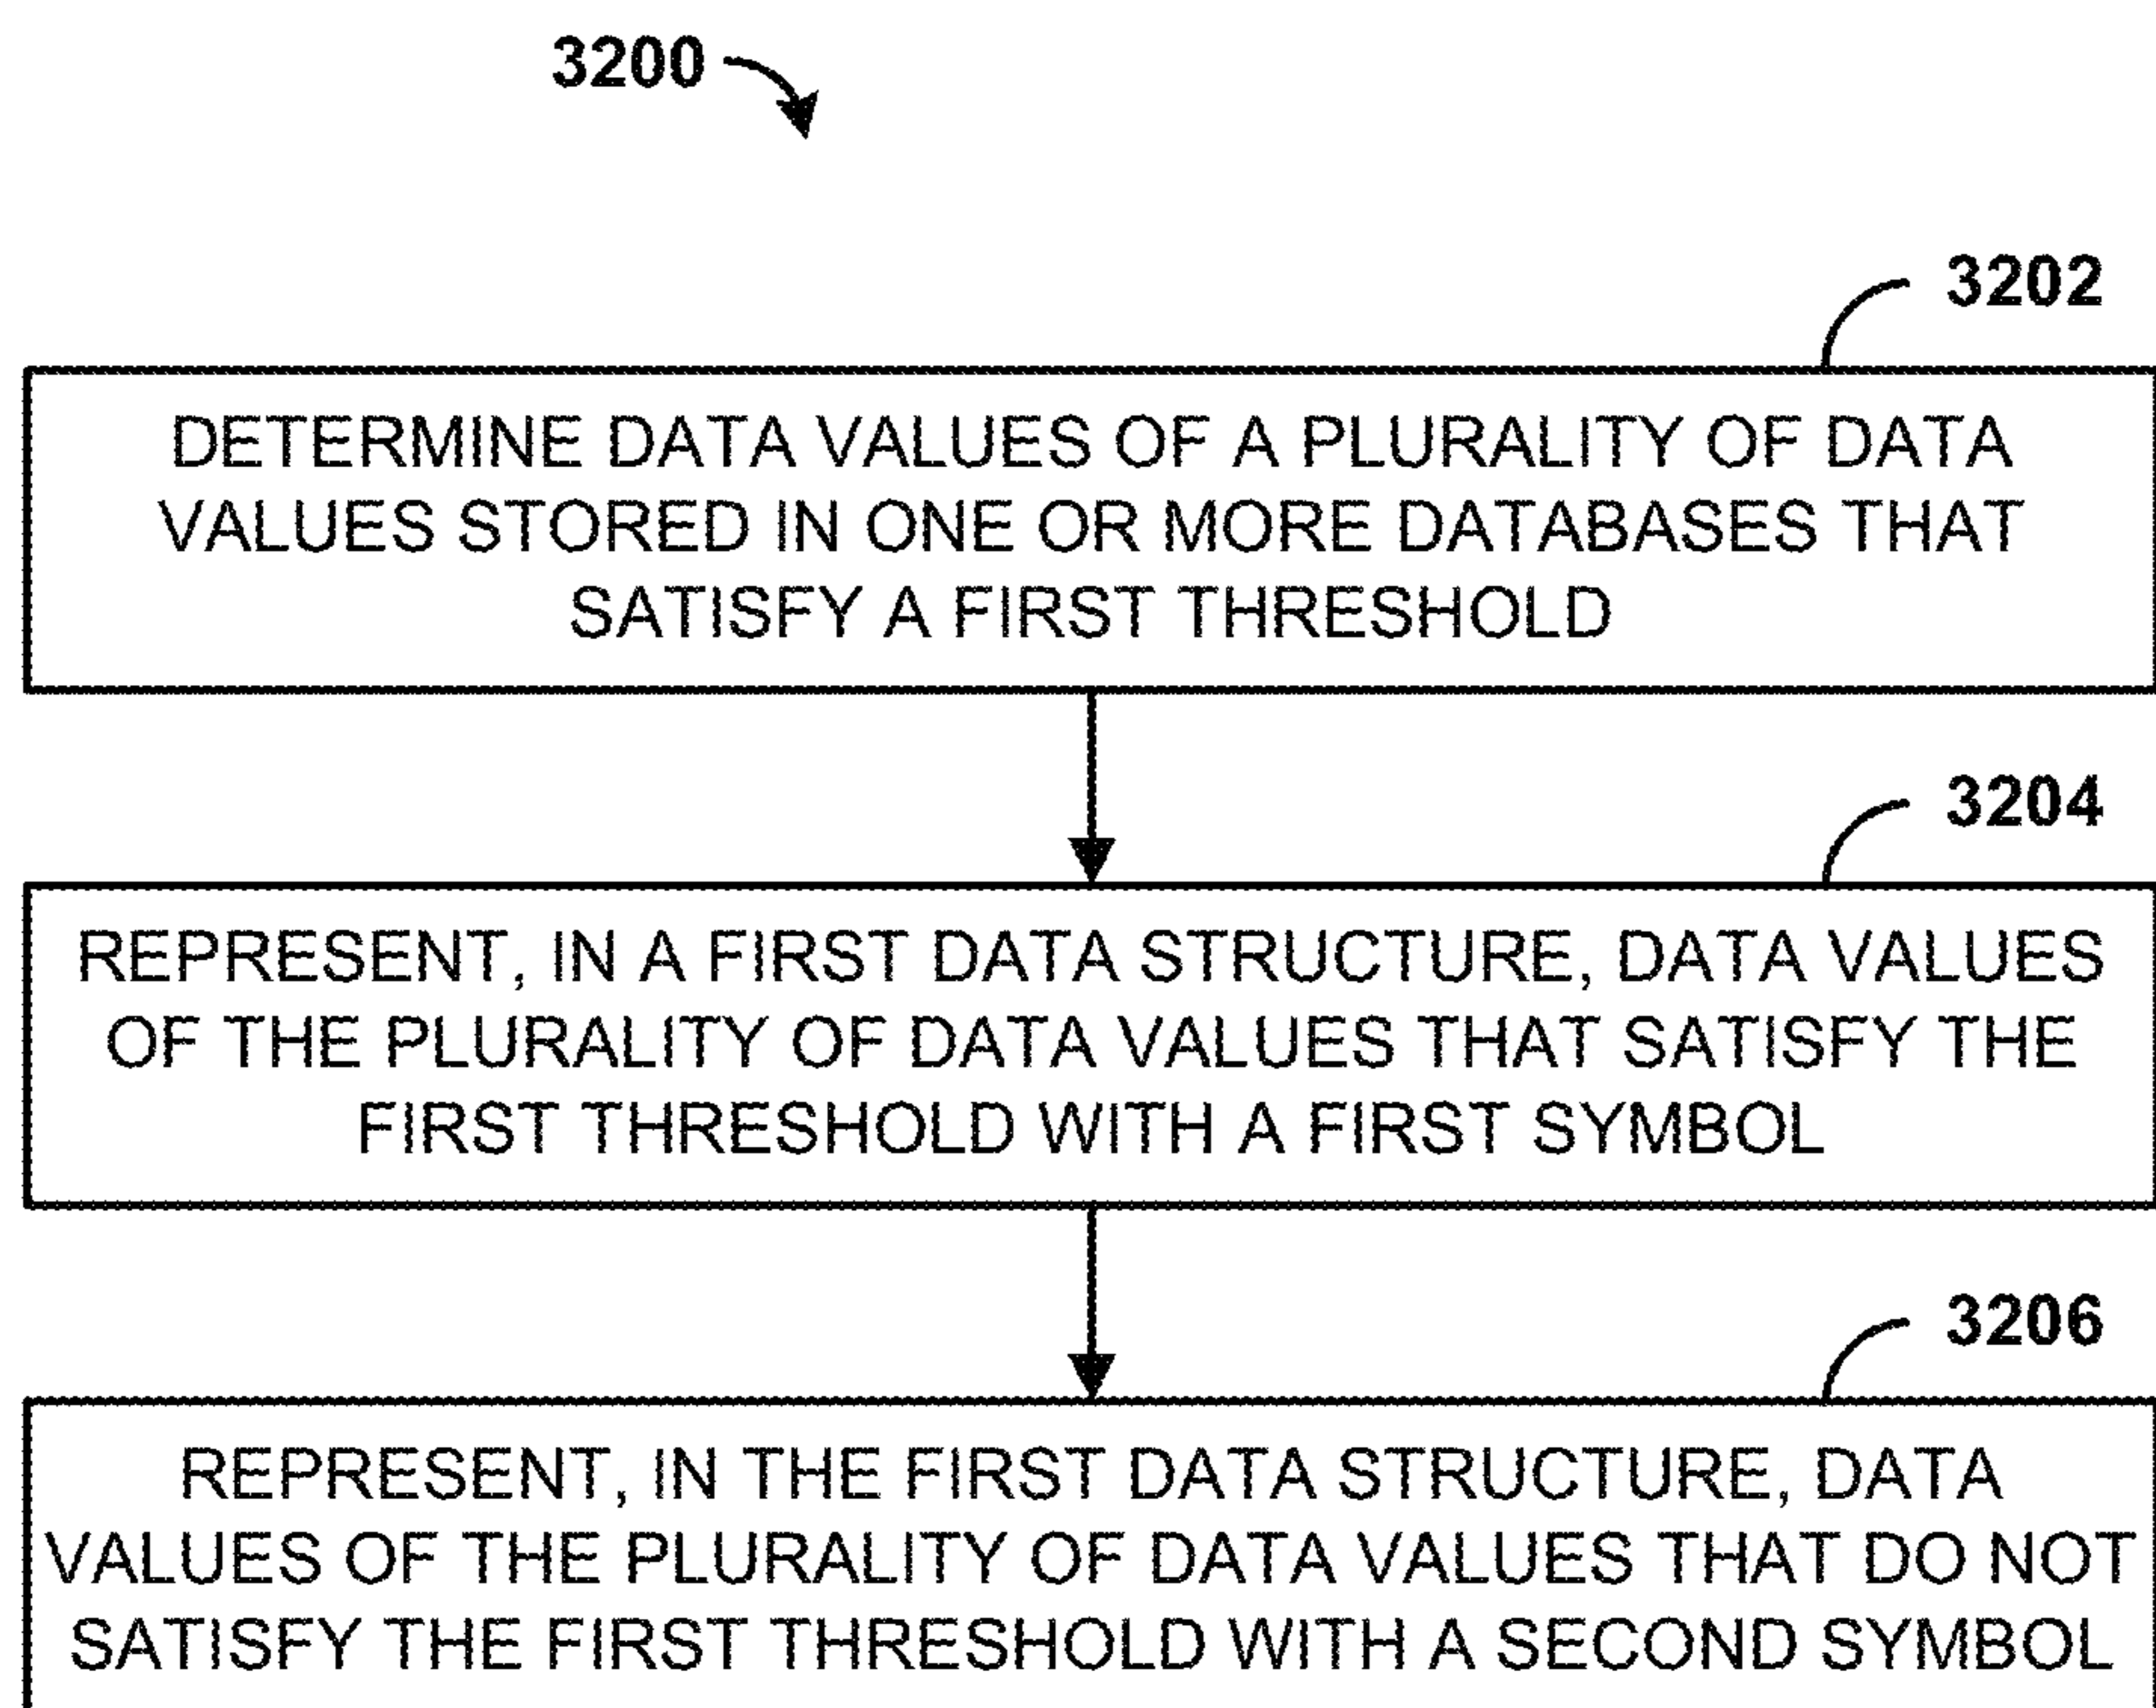 3200
3202
DETERMINE DATA VALUES OF A PLURALITY OF DATA
VALUES STORED IN ONE OR MORE DATABASES THAT
SATISFY A FIRST THRESHOLD
3204
REPRESENT, IN A FIRST DATA STRUCTURE, DATA VALUES
OF THE PLURALITY OF DATA VALUES THAT SATISFY THE
FIRST THRESHOLD WITH A FIRST SYMBOL
3206
REPRESENT, IN THE FIRST DATA STRUCTURE, DATA
VALUES OF THE PLURALITY OF DATA VALUES THAT DO NOT
SATISFY THE FIRST THRESHOLD WITH A SECOND SYMBOL